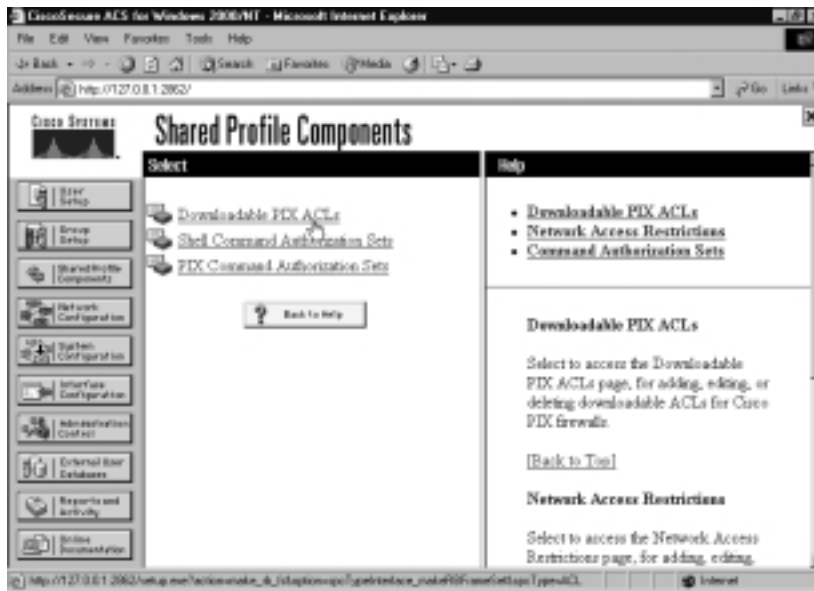 CiscoSecure ACS for Windows 2000/NT - Microsoft Internet Explorer
File Edit View Favorites Tools Help
Back Search Favorites Media
Address http://127.0.0.1:2862/ Go Links
Cisco Systems
Shared Profile Components
Select
Help
User Setup
Group Setup
Shared Profile Components
Network Configuration
System Configuration
Interface Configuration
Administration Control
External User Databases
Reports and Activity
Online Documentation
Downloadable PIX ACLs
Shell Command Authorization Sets
PIX Command Authorization Sets
? Back to Help
• Downloadable PIX ACLs
• Network Access Restrictions
• Command Authorization Sets
Downloadable PIX ACLs
Select to access the Downloadable
PIX ACLs page, for adding, editing, or
deleting downloadable ACLs for Cisco
PIX firewalls.
[Back to Top]
Network Access Restrictions
Select to access the Network Access
Restrictions page, for adding, editing,
Internet